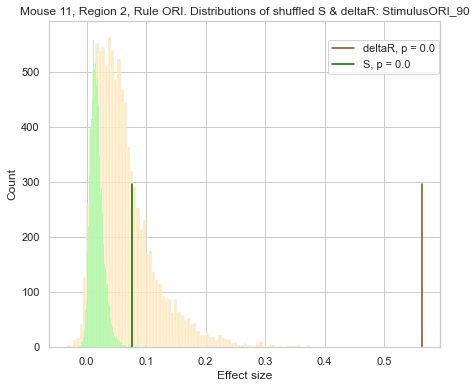 Mouse 11, Region 2, Rule ORI. Distributions of shuffled S & deltaR: StimulusORI_90
deltaR, p = 0.0
S, p = 0.0
Count
500
400
300
200
100
0
0.0 0.1 0.2 0.3 0.4 0.5
Effect size